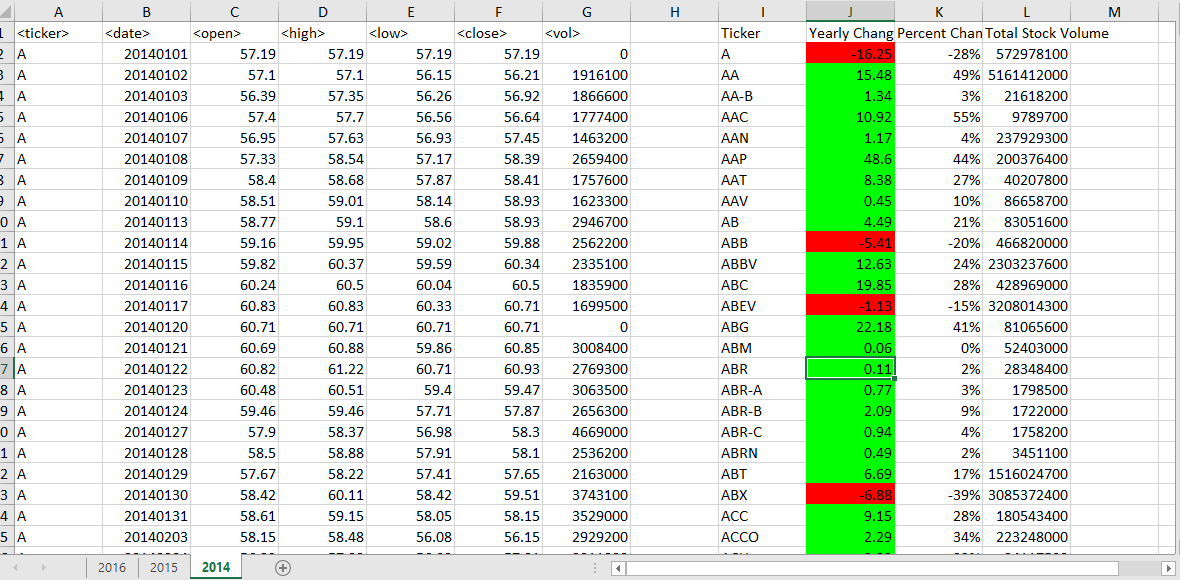 A B C D E F G H I J K L M
1 <ticker> <date> <open> <high> <low> <close> <vol> Ticker Yearly Chang Percent Chan Total Stock Volume
2 A 20140101 57.19 57.19 57.19 57.19 0 A -16.25 -28% 572978100
3 A 20140102 57.1 57.1 56.15 56.21 1916100 AA 15.48 49% 5161412000
4 A 20140103 56.39 57.35 56.26 56.92 1866600 AA-B 1.34 3% 21618200
5 A 20140106 57.4 57.7 56.56 56.64 1777400 AAC 10.92 55% 9789700
6 A 20140107 56.95 57.63 56.93 57.45 1463200 AAN 1.17 4% 237929300
7 A 20140108 57.33 58.54 57.17 58.39 2659400 AAP 48.6 44% 200376400
8 A 20140109 58.4 58.68 57.87 58.41 1757600 AAT 8.38 27% 40207800
9 A 20140110 58.51 59.01 58.14 58.93 1623300 AAV 0.45 10% 86658700
0 A 20140113 58.77 59.1 58.6 58.93 2946700 AB 4.49 21% 83051600
1 A 20140114 59.16 59.95 59.02 59.88 2562200 ABB -5.41 -20% 466820000
2 A 20140115 59.82 60.37 59.59 60.34 2335100 ABBV 12.63 24% 2303237600
3 A 20140116 60.24 60.5 60.04 60.5 1835900 ABC 19.85 28% 428969000
4 A 20140117 60.83 60.83 60.33 60.71 1699500 ABEV -1.13 -15% 3208014300
5 A 20140120 60.71 60.71 60.71 60.71 0 ABG 22.18 41% 81065600
6 A 20140121 60.69 60.88 59.86 60.85 3008400 ABM 0.06 0% 52403000
7 A 20140122 60.82 61.22 60.71 60.93 2769300 ABR 0.11 2% 28348400
8 A 20140123 60.48 60.51 59.4 59.47 3063500 ABR-A 0.77 3% 1798500
9 A 20140124 59.46 59.46 57.71 57.87 2656300 ABR-B 2.09 9% 1722000
0 A 20140127 57.9 58.37 56.98 58.3 4669000 ABR-C 0.94 4% 1758200
1 A 20140128 58.5 58.88 57.91 58.1 2536200 ABRN 0.49 2% 3451100
2 A 20140129 57.67 58.22 57.41 57.65 2163000 ABT 6.69 17% 1516024700
3 A 20140130 58.42 60.11 58.42 59.51 3743100 ABX -6.88 -39% 3085372400
4 A 20140131 58.61 59.15 58.05 58.15 3529000 ACC 9.15 28% 180543400
5 A 20140203 58.15 58.48 56.08 56.15 2929200 ACCO 2.29 34% 223248000
2016 2015 2014